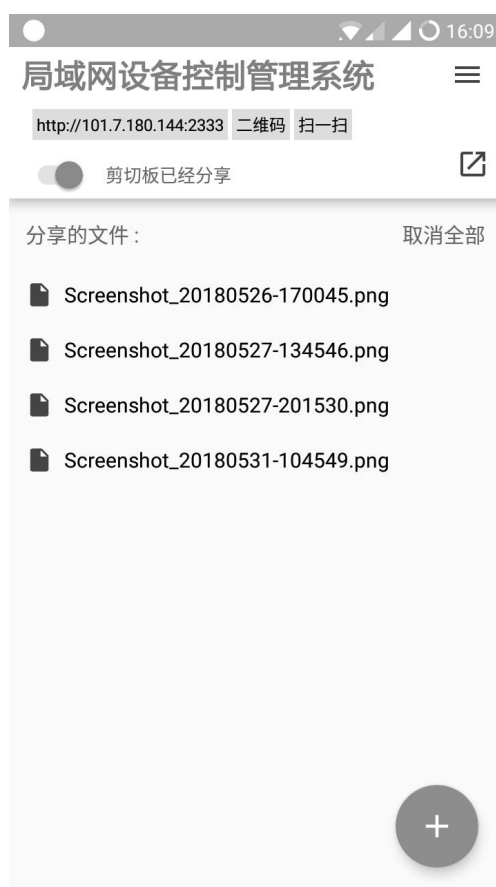 16:09
局域网设备控制管理系统
http://101.7.180.144:2333 二维码 扫一扫
剪切板已经分享
分享的文件 : 取消全部
Screenshot_20180526-170045.png
Screenshot_20180527-134546.png
Screenshot_20180527-201530.png
Screenshot_20180531-104549.png